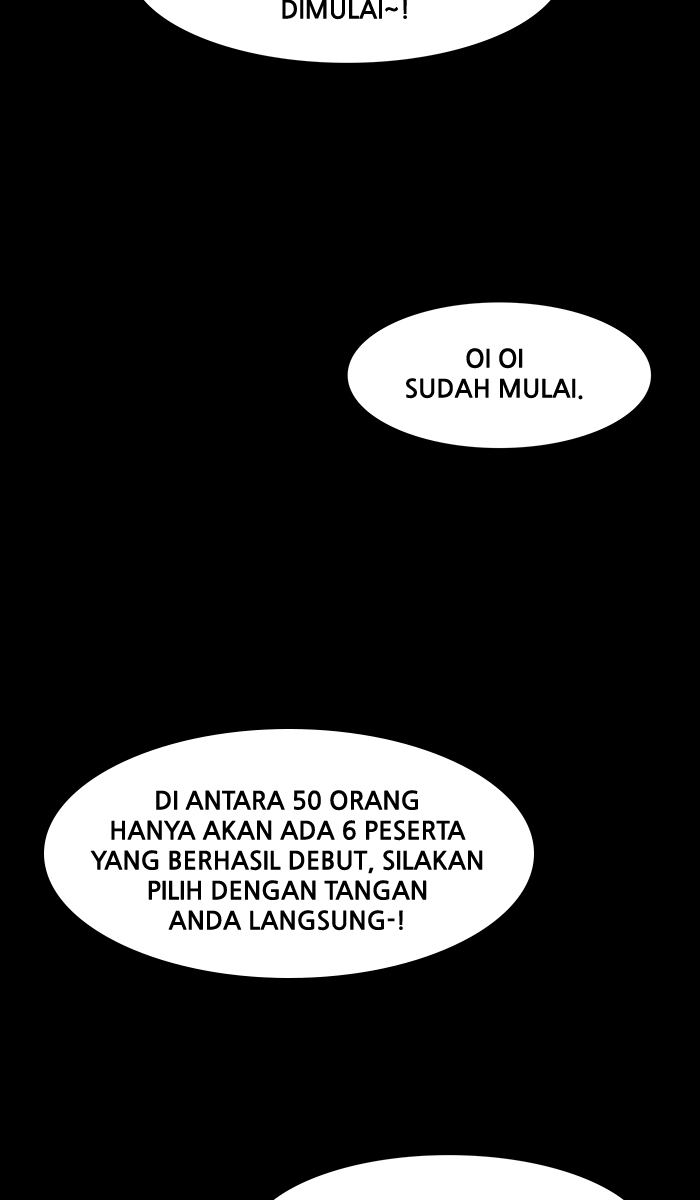 DIMULAI~!
OI OI
SUDAH MULAI.
DI ANTARA 50 ORANG
HANYA AKAN ADA 6 PESERTA
YANG BERHASIL DEBUT, SILAKAN
PILIH DENGAN TANGAN
ANDA LANGSUNG-!